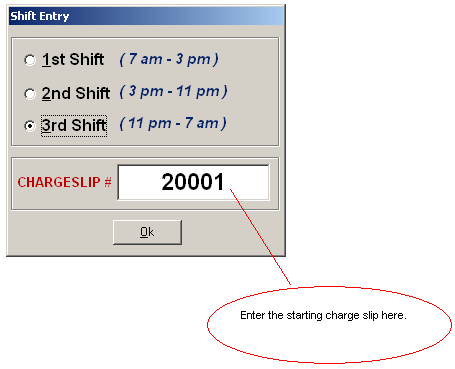 Shift Entry
1st Shift ( 7 am - 3 pm )
2nd Shift ( 3 pm - 11 pm )
3rd Shift ( 11 pm - 7 am )
CHARGESLIP # 20001
Ok
Enter the starting charge slip here.